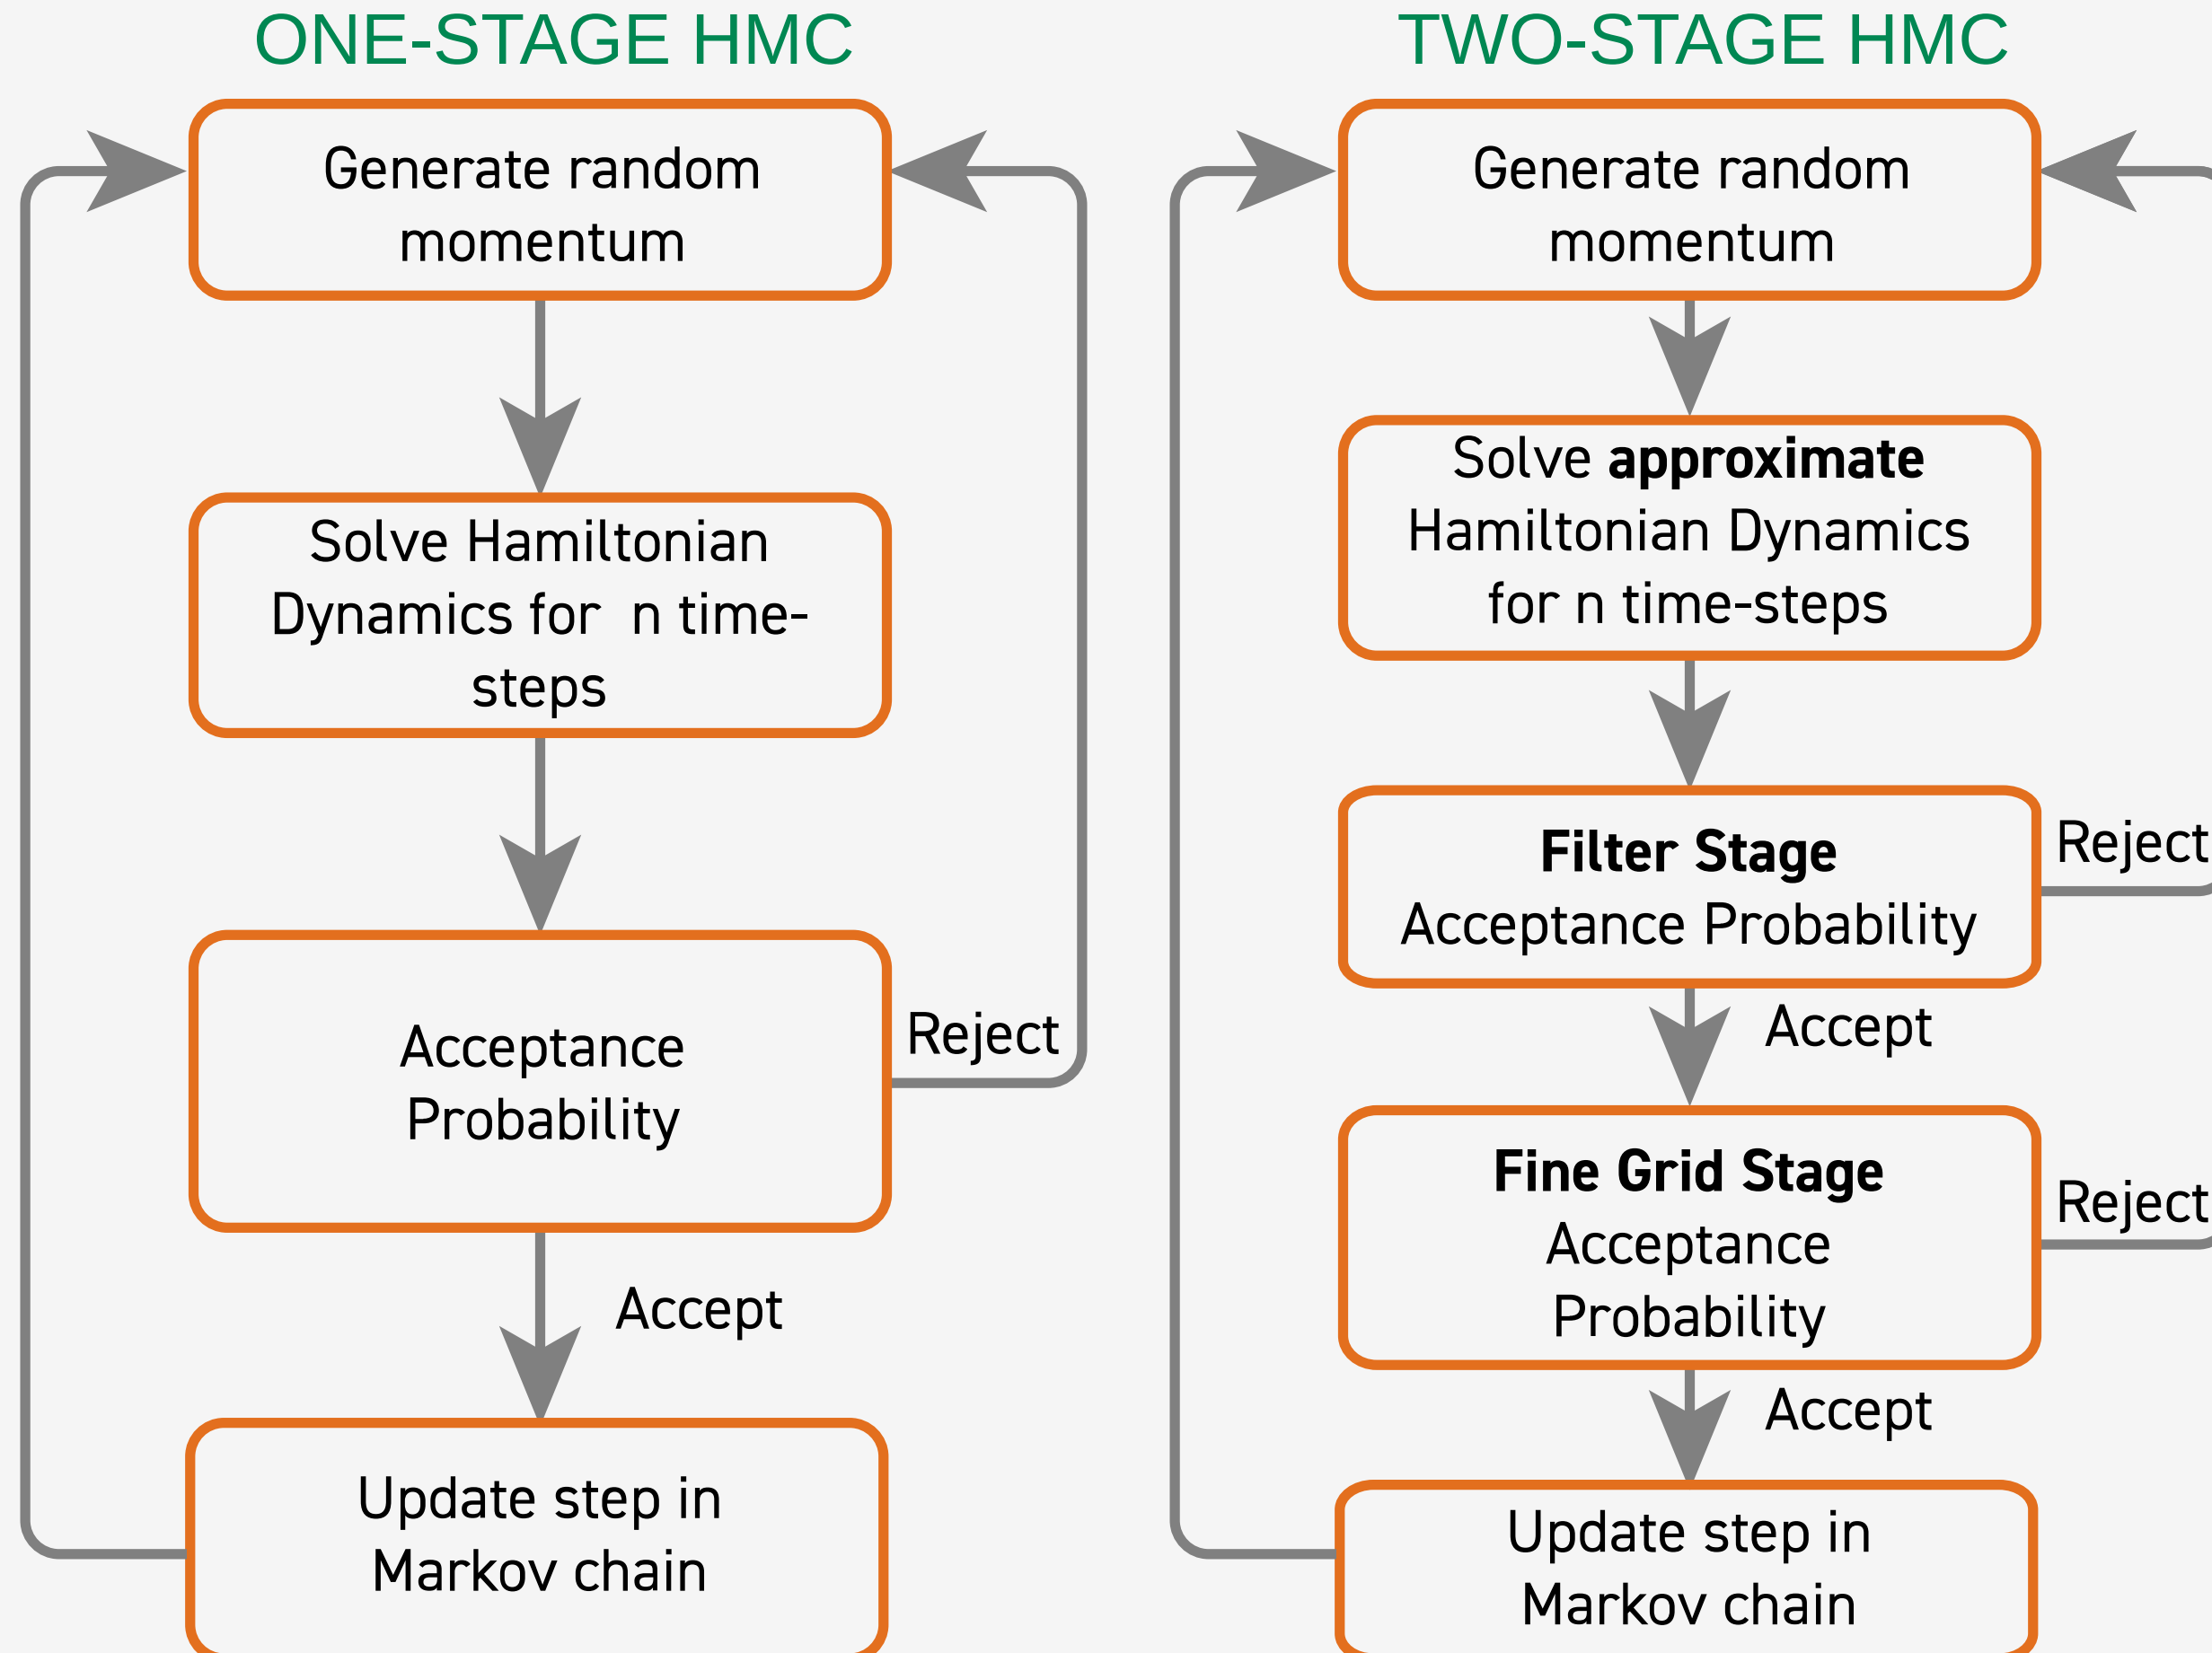 ONE-STAGE HMC
Generate random
momentum
Solve Hamiltonian
Dynamics for n time-
steps
Acceptance
Probability
Reject
Accept
Update step in
Markov chain
TWO-STAGE HMC
Generate random
momentum
Solve approximate
Hamiltonian Dynamics
for n time-steps
Filter Stage
Acceptance Probability
Reject
Accept
Fine Grid Stage
Acceptance
Probability
Reject
Accept
Update step in
Markov chain